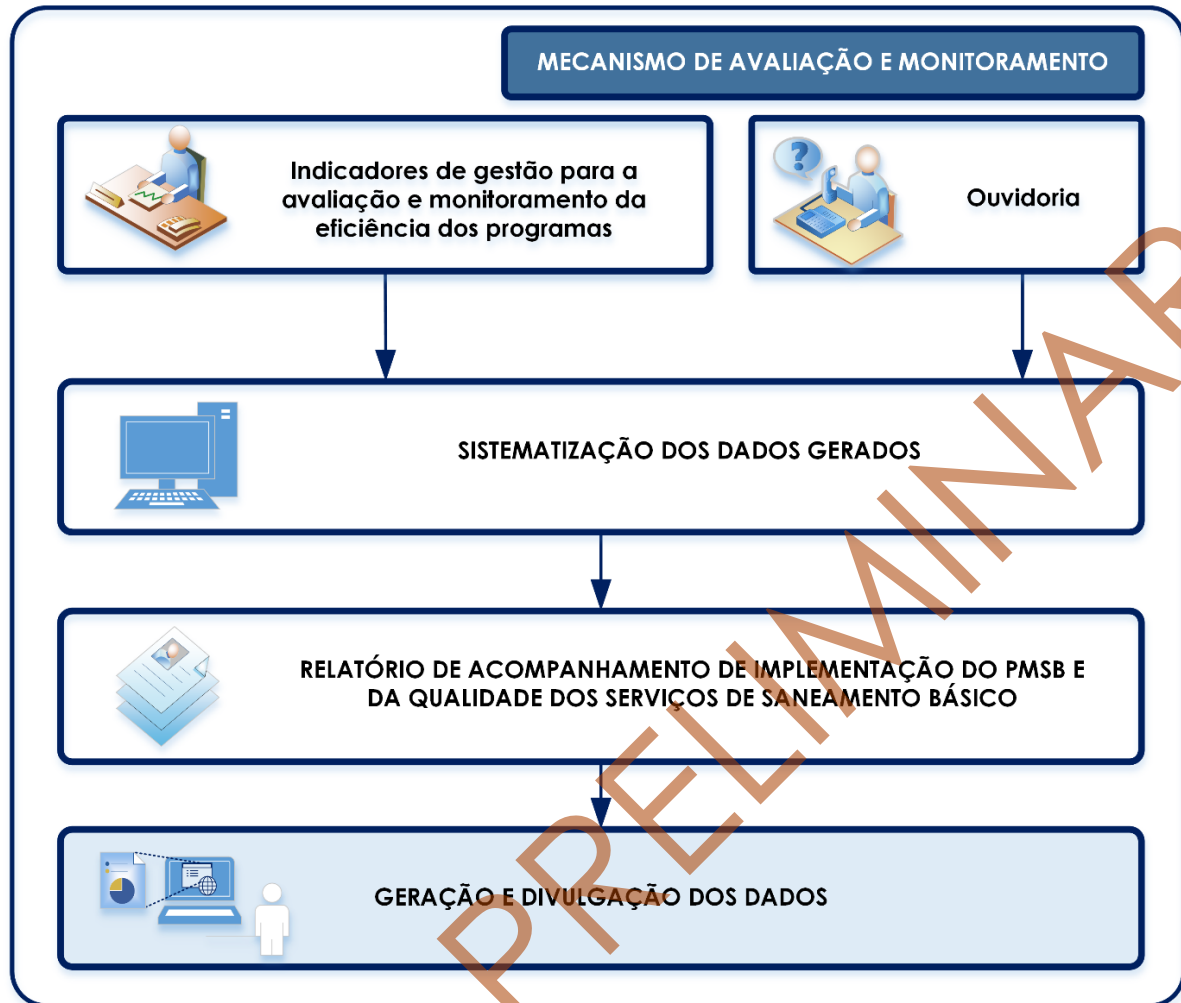 MECANISMO DE AVALIAÇÃO E MONITORAMENTO
Indicadores de gestão para a
avaliação e monitoramento da
eficiência dos programas
?
Ouvidoria
SISTEMATIZAÇÃO DOS DADOS GERADOS
RELATÓRIO DE ACOMPANHAMENTO DE IMPLEMENTAÇÃO DO PMSB E
DA QUALIDADE DOS SERVIÇOS DE SANEAMENTO BÁSICO
GERAÇÃO E DIVULGAÇÃO DOS DADOS
PRELIMINAR